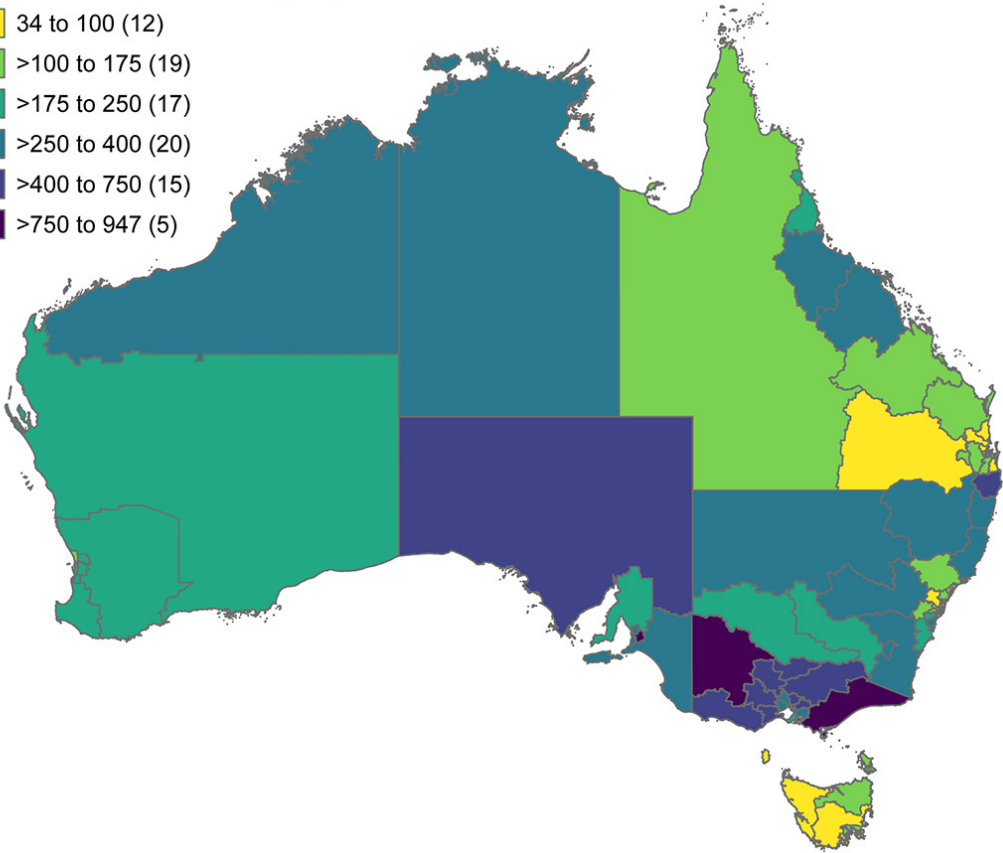 34 to 100 (12)
>100 to 175 (19)
>175 to 250 (17)
>250 to 400 (20)
>400 to 750 (15)
>750 to 947 (5)